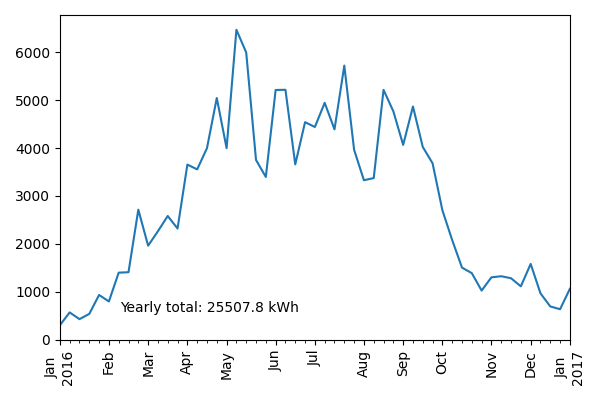 6000
5000
4000
3000
2000
1000
0
Yearly total: 25507.8 kWh
Jan
2016
Feb
Mar
Apr
May
Jun
Jul
Aug
Sep
Oct
Nov
Dec
Jan
2017